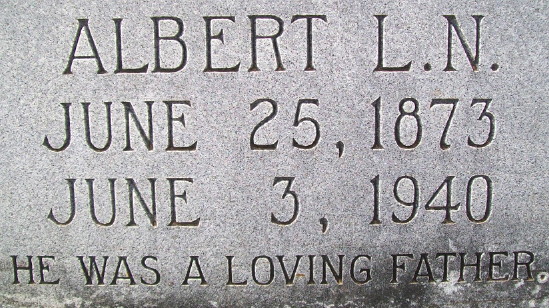 ALBERT L.N.
JUNE 25, 1873
JUNE 3, 1940
HE WAS A LOVING FATHER